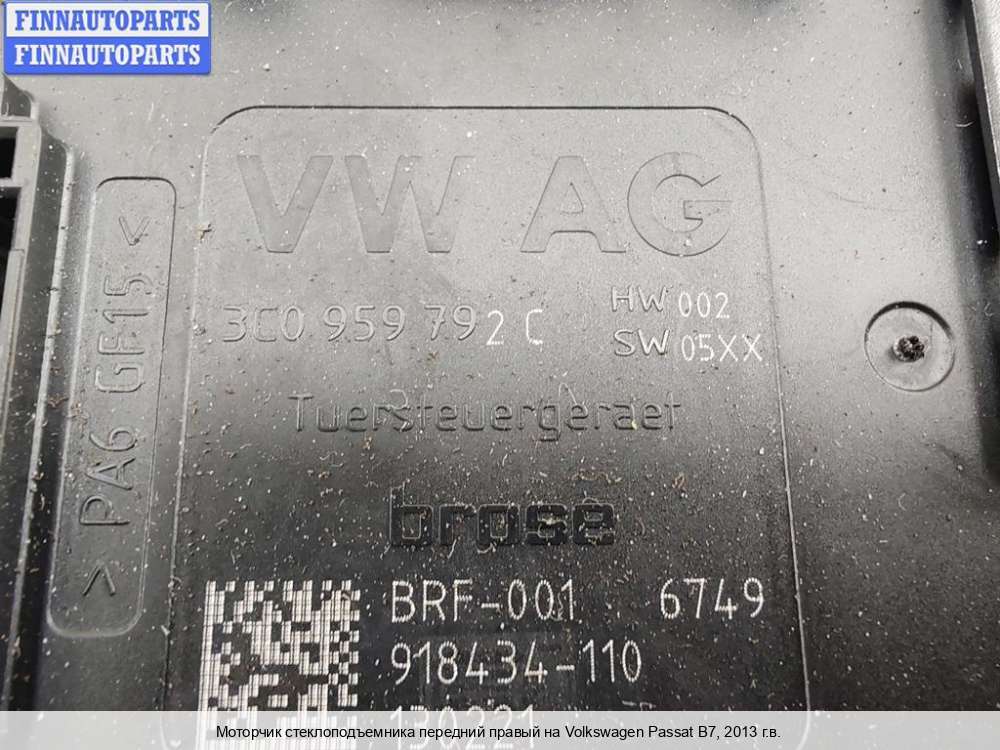 FINNAUTOPARTS
FINNAUTOPARTS
VW AG
3C0 959 792 C
HW 002
SW 05XX
Tuersteuergeraet
> PA6 GF15 <
brose
BRF-001 6749
918434-110
130221
Моторчик стеклоподъемника передний правый на Volkswagen Passat B7, 2013 г.в.